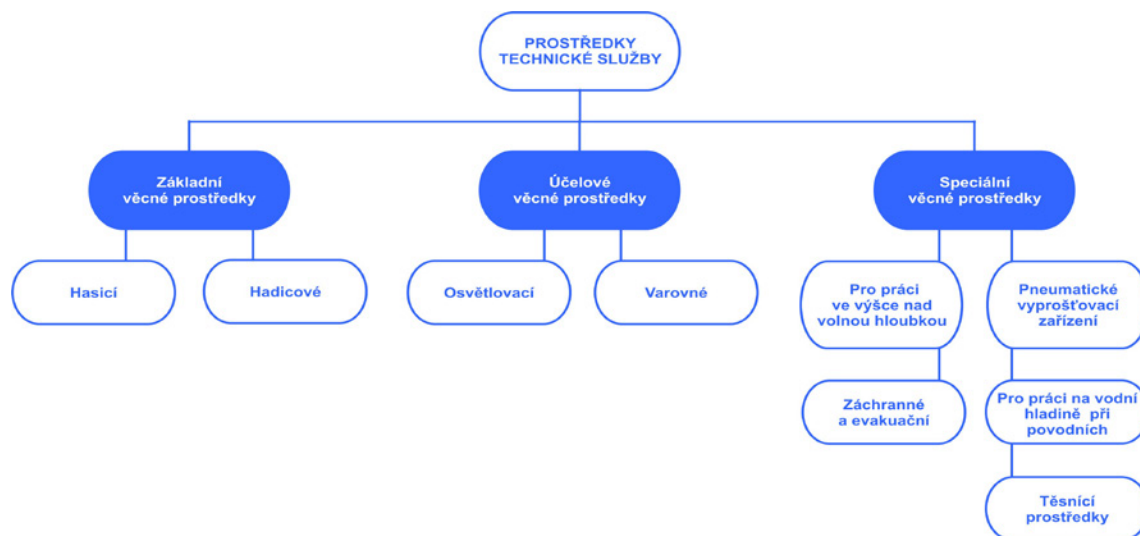 PROSTŘEDKY
TECHNICKÉ SLUŽBY
Základní
věcné prostředky
Účelové
věcné prostředky
Speciální
věcné prostředky
Hasicí
Hadicové
Osvětlovací
Varovné
Pro práci
ve výšce nad
volnou hloubkou
Pneumatické
vyprošťovací
zařízení
Záchranné
a evakuační
Pro práci na vodní
hladině při
povodních
Těsnící
prostředky